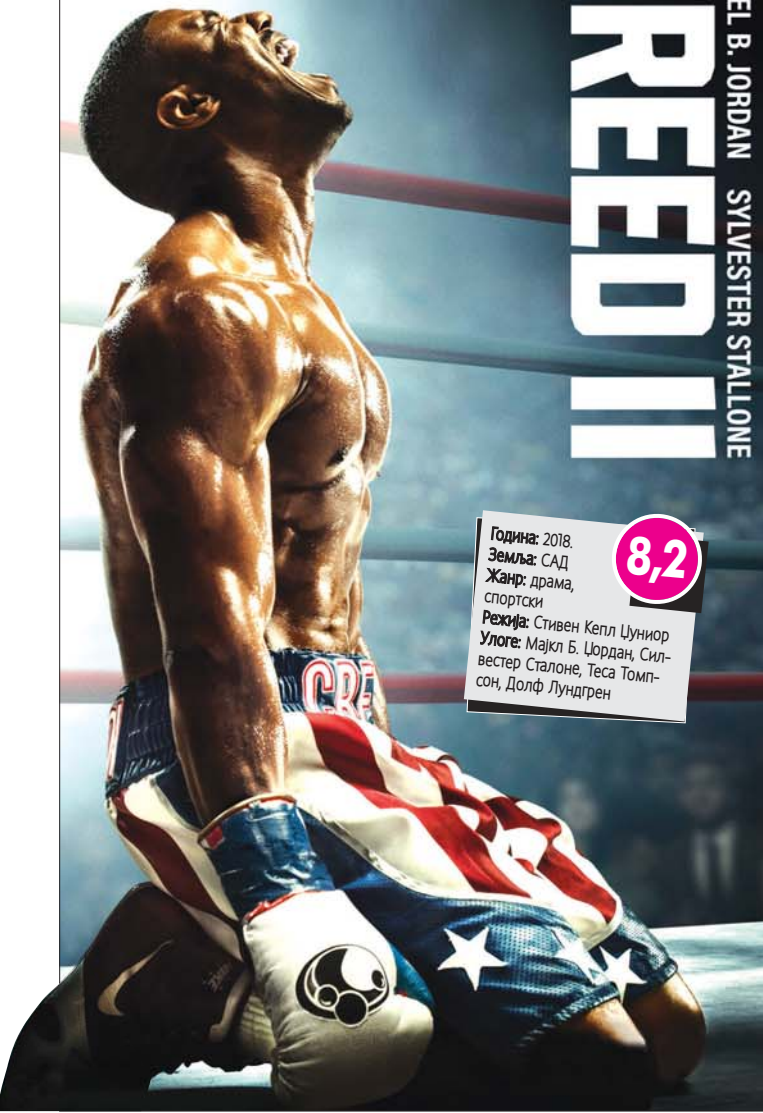 EL B. JORDAN SYLVESTER STALLONE
REED II
8,2
Година: 2018.
Земља: САД
Жанр: драма,
спортски
Режија: Стивен Кепл Џуниор
Улоге: Мајкл Б. Џордан, Сил-
вестер Сталоне, Теса Томп-
сон, Долф Лундгрен
CRE